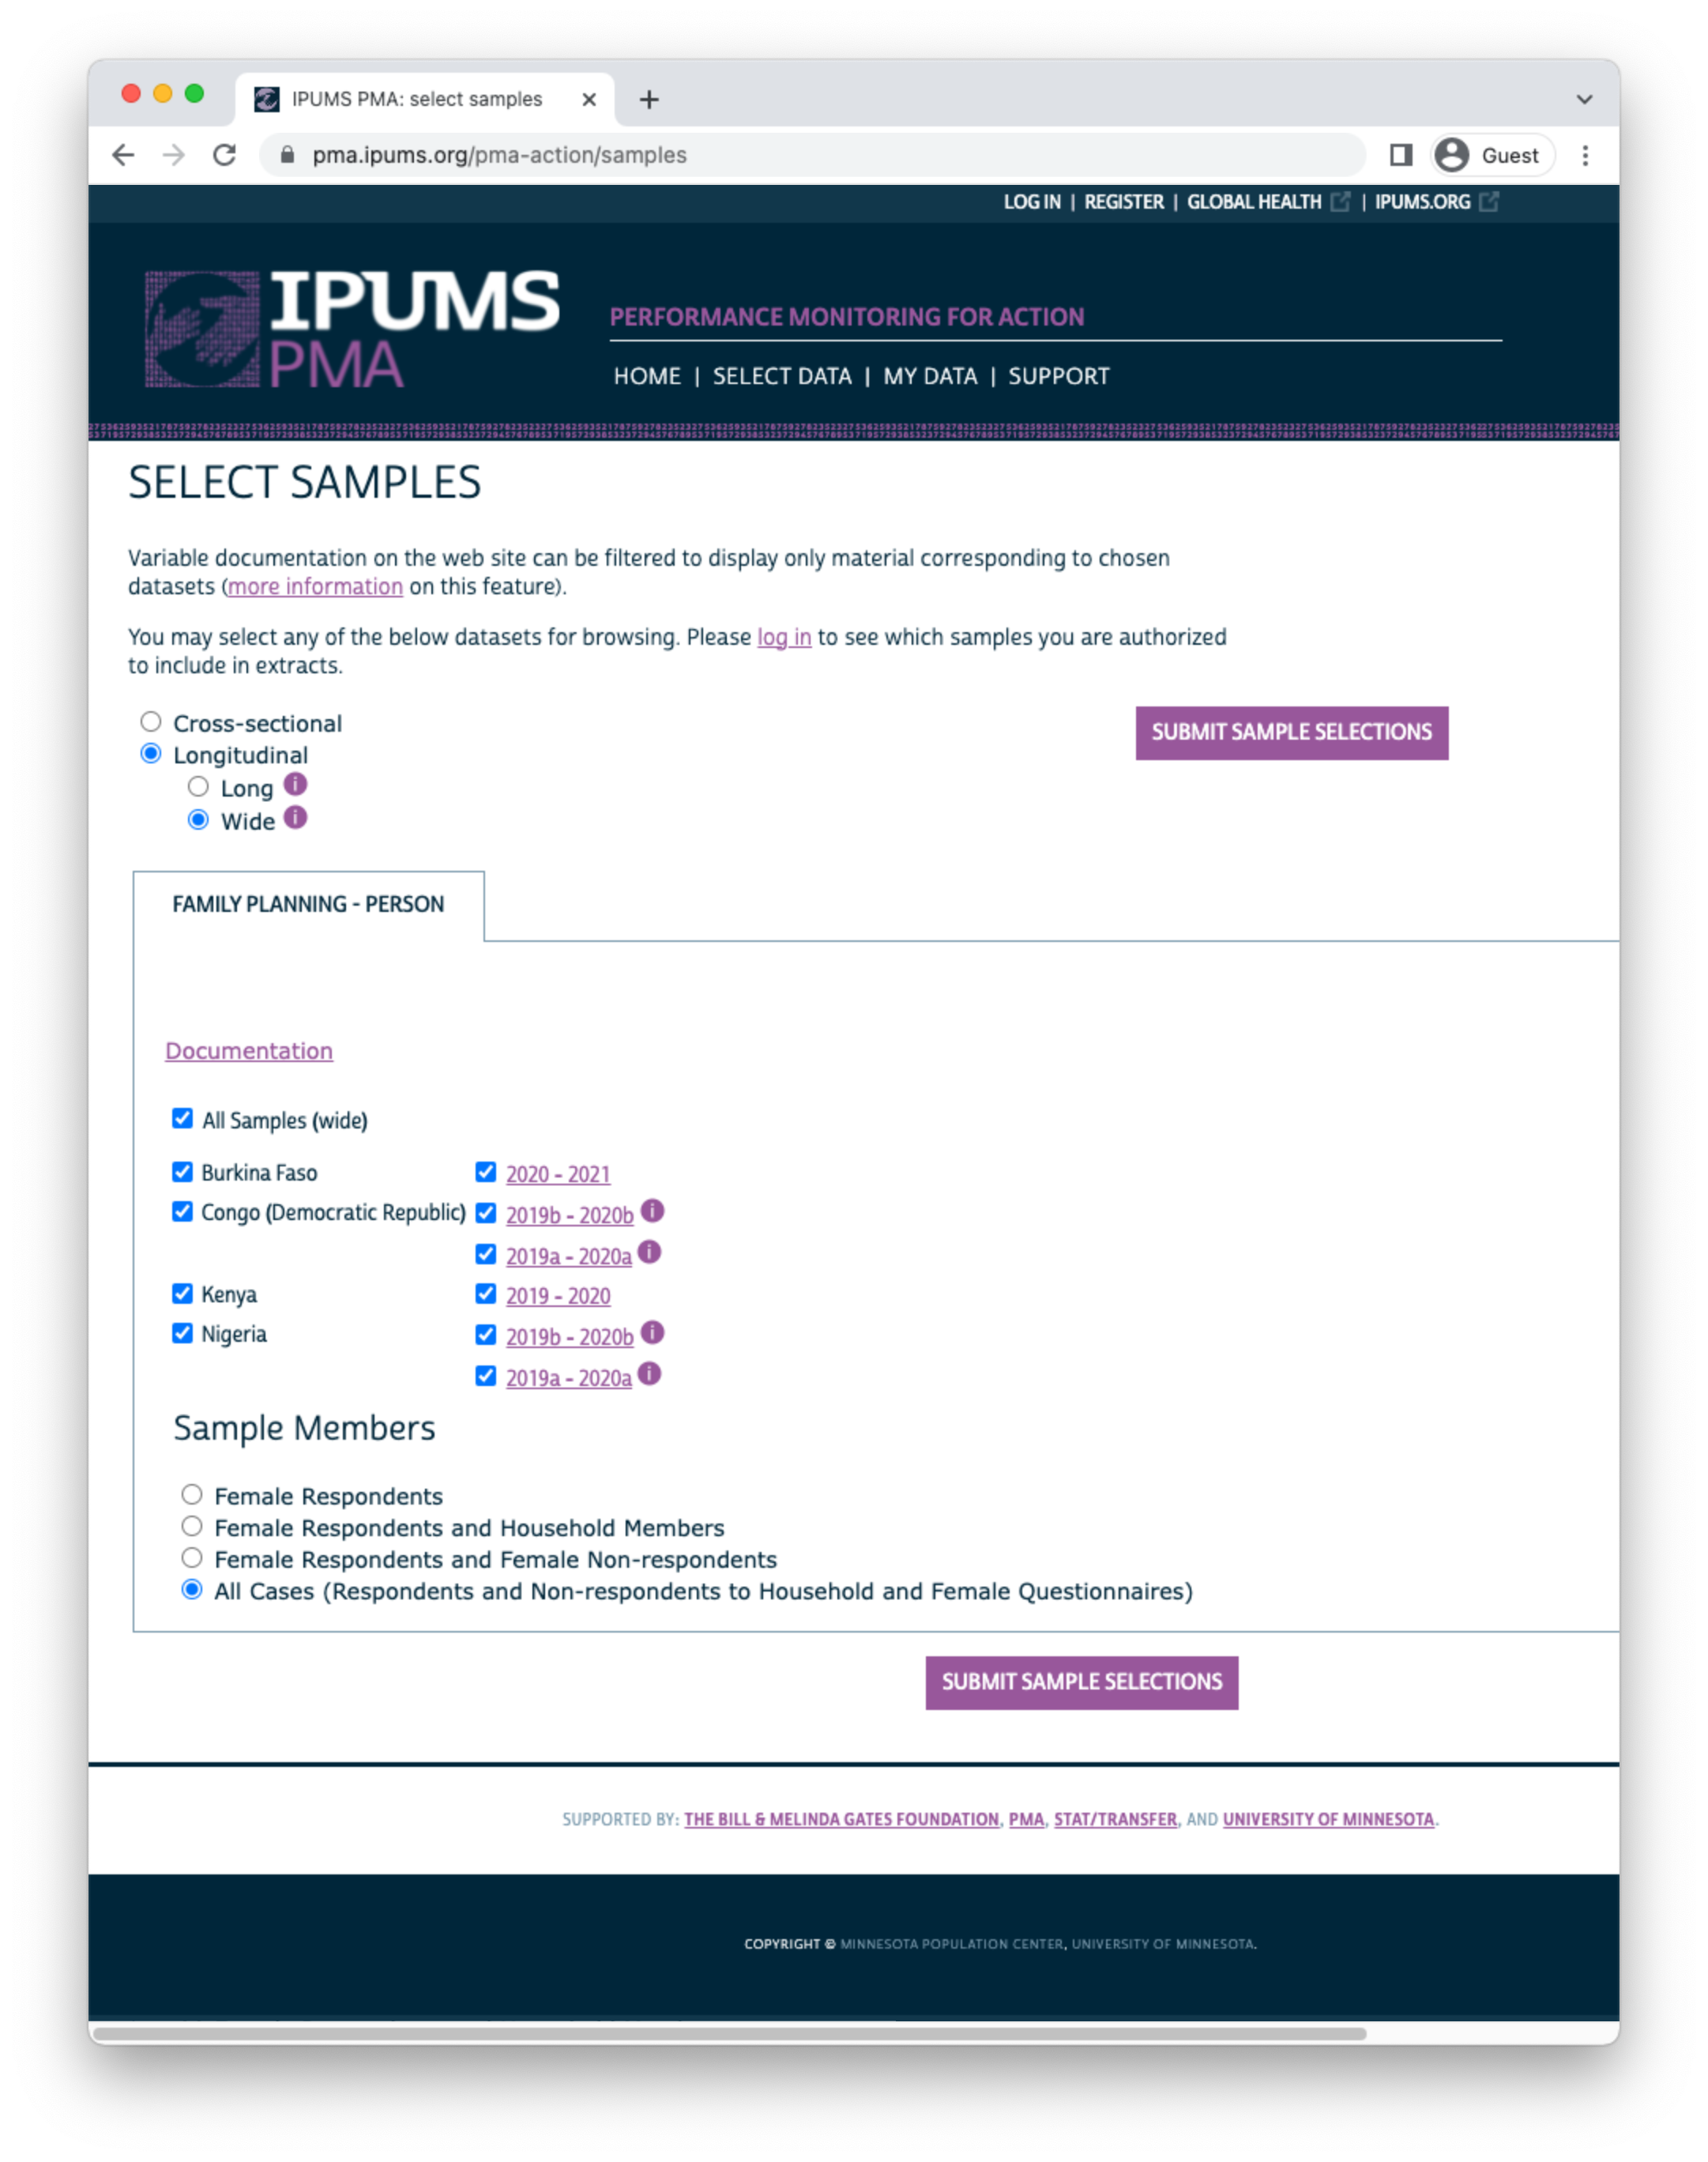 IPUMS PMA: select samples
pma.ipums.org/pma-action/samples
Guest
LOG IN | REGISTER | GLOBAL HEALTH | IPUMS.ORG
IPUMS
PMA
PERFORMANCE MONITORING FOR ACTION
HOME | SELECT DATA | MY DATA | SUPPORT
SELECT SAMPLES
Variable documentation on the web site can be filtered to display only material corresponding to chosen
datasets (more information on this feature).
You may select any of the below datasets for browsing. Please log in to see which samples you are authorized
to include in extracts.
Cross-sectional
SUBMIT SAMPLE SELECTIONS
Longitudinal
Long i
Wide i
FAMILY PLANNING - PERSON
Documentation
All Samples (wide)
Burkina Faso 2020 - 2021
Congo (Democratic Republic) 2019b - 2020b i
2019a - 2020a i
Kenya 2019 - 2020
Nigeria 2019b - 2020b i
2019a - 2020a i
Sample Members
Female Respondents
Female Respondents and Household Members
Female Respondents and Female Non-respondents
All Cases (Respondents and Non-respondents to Household and Female Questionnaires)
SUBMIT SAMPLE SELECTIONS
SUPPORTED BY: THE BILL & MELINDA GATES FOUNDATION, PMA, STAT/TRANSFER, AND UNIVERSITY OF MINNESOTA.
COPYRIGHT © MINNESOTA POPULATION CENTER, UNIVERSITY OF MINNESOTA.